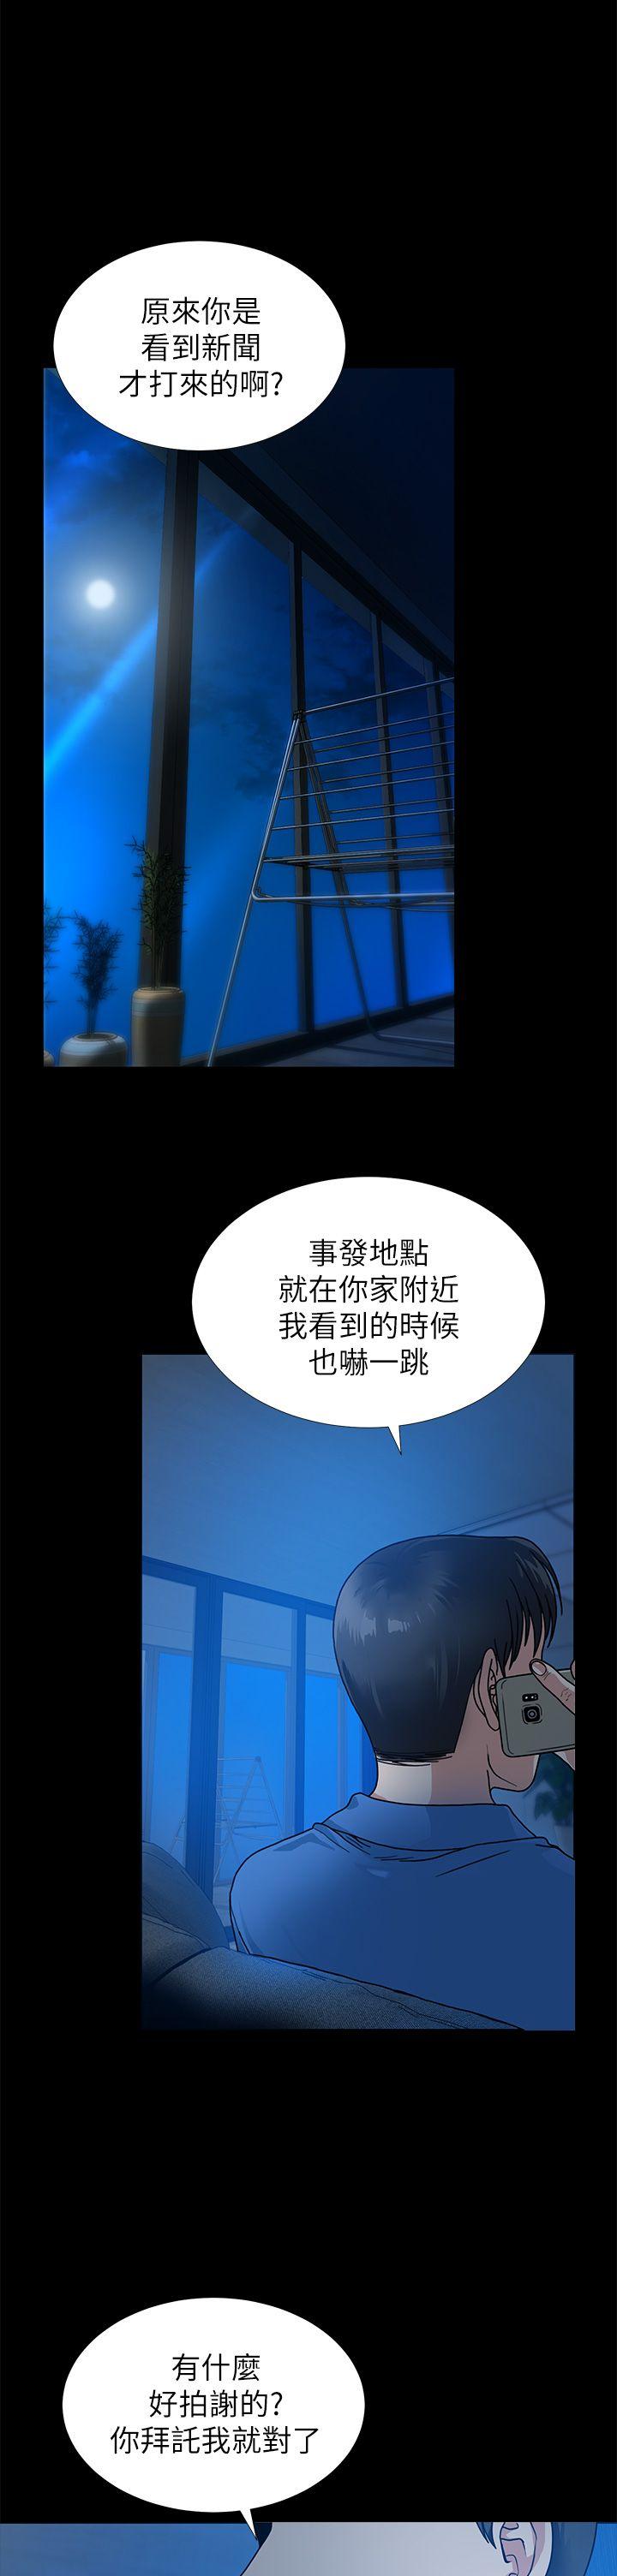 原來你是
看到新聞
才打來的啊?
事發地點
就在你家附近
我看到的時候
也嚇一跳
有什麼
好拍謝的?
你拜託我就對了